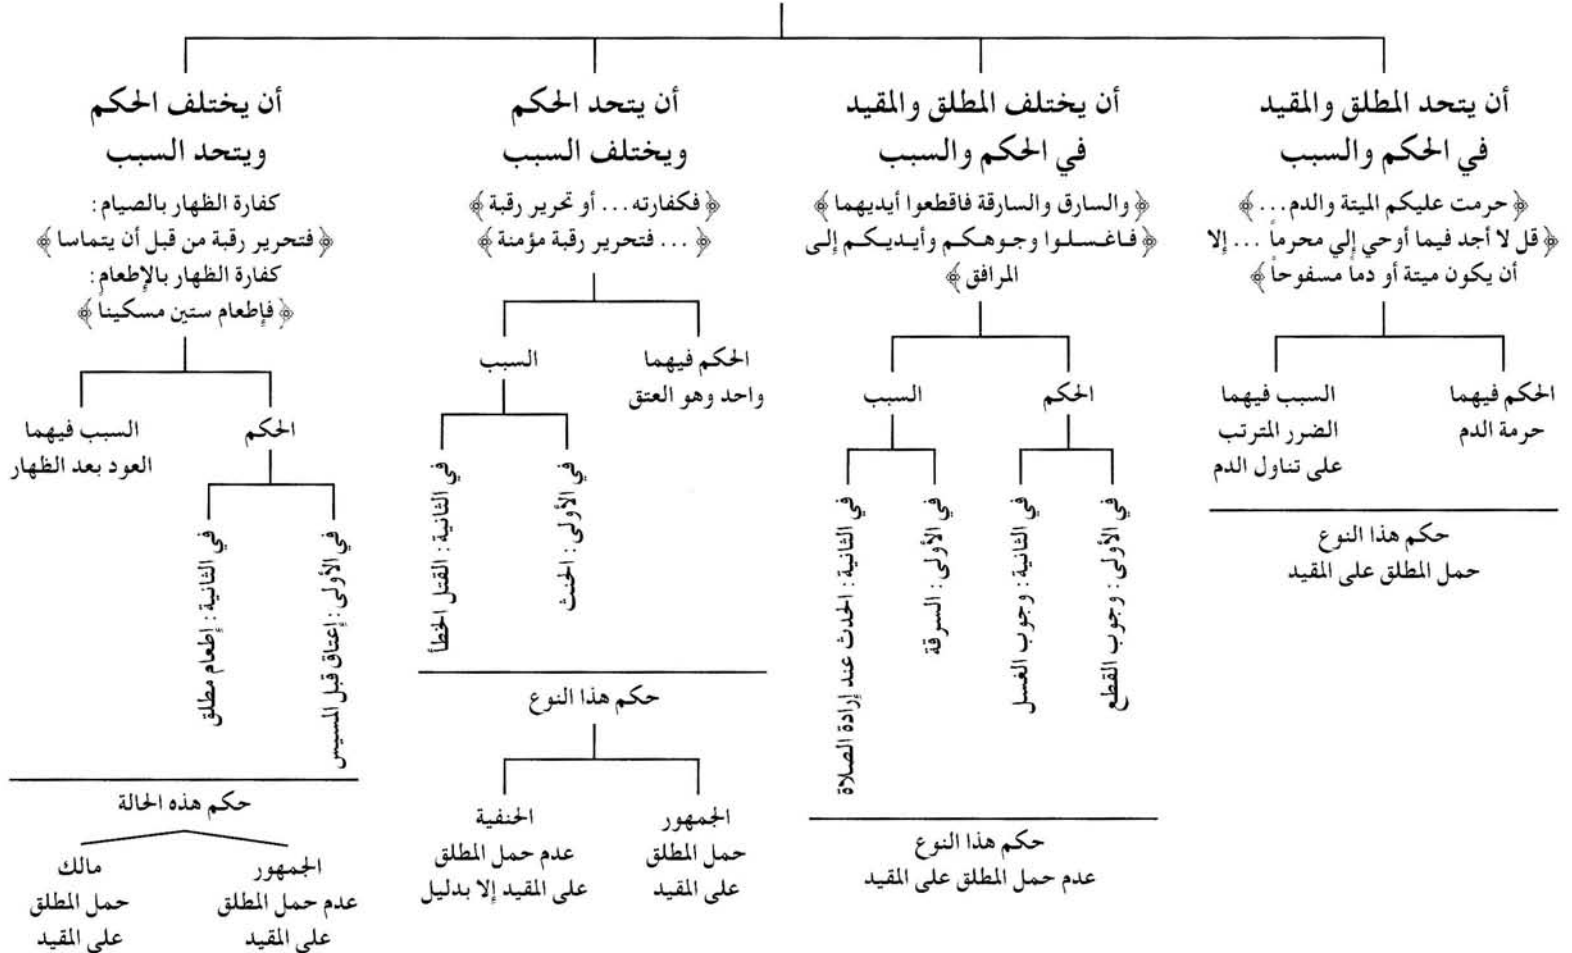 أن يتحد المطلق والمقيد
في الحكم والسبب
﴿حرمت عليكم الميتة والدم...﴾
﴿قل لا أجد فيما أوحي إلي محرماً ... إلا
أن يكون ميتة أو دماً مسفوحاً﴾
الحكم فيهما
حرمة الدم
السبب فيهما
الضرر المترتب
على تناول الدم
حكم هذا النوع
حمل المطلق على المقيد
أن يختلف المطلق والمقيد
في الحكم والسبب
﴿والسارق والسارقة فاقطعوا أيديهما﴾
﴿فاغسلوا وجوهكم وأيديكم إلى
المرافق﴾
الحكم
في الأولى: وجوب القطع
في الثانية: وجوب الغسل
السبب
في الأولى: السرقة
في الثانية: الحدث عند إرادة الصلاة
حكم هذا النوع
عدم حمل المطلق على المقيد
أن يتحد الحكم
ويختلف السبب
﴿فكفارته... أو تحرير رقبة﴾
﴿... فتحرير رقبة مؤمنة﴾
الحكم فيهما
واحد وهو العتق
السبب
في الأولى: الحنث
في الثانية: القتل الخطأ
حكم هذا النوع
الجمهور
حمل المطلق
على المقيد
الحنفية
عدم حمل المطلق
على المقيد إلا بدليل
أن يختلف الحكم
ويتحد السبب
كفارة الظهار بالصيام:
﴿فتحرير رقبة من قبل أن يتماسا﴾
كفارة الظهار بالإطعام:
﴿فإطعام ستين مسكيناً﴾
الحكم
في الأولى: إعتاق قبل المسيس
في الثانية: إطعام مطلق
السبب فيهما
العود بعد الظهار
حكم هذه الحالة
الجمهور
عدم حمل المطلق
على المقيد
مالك
حمل المطلق
على المقيد